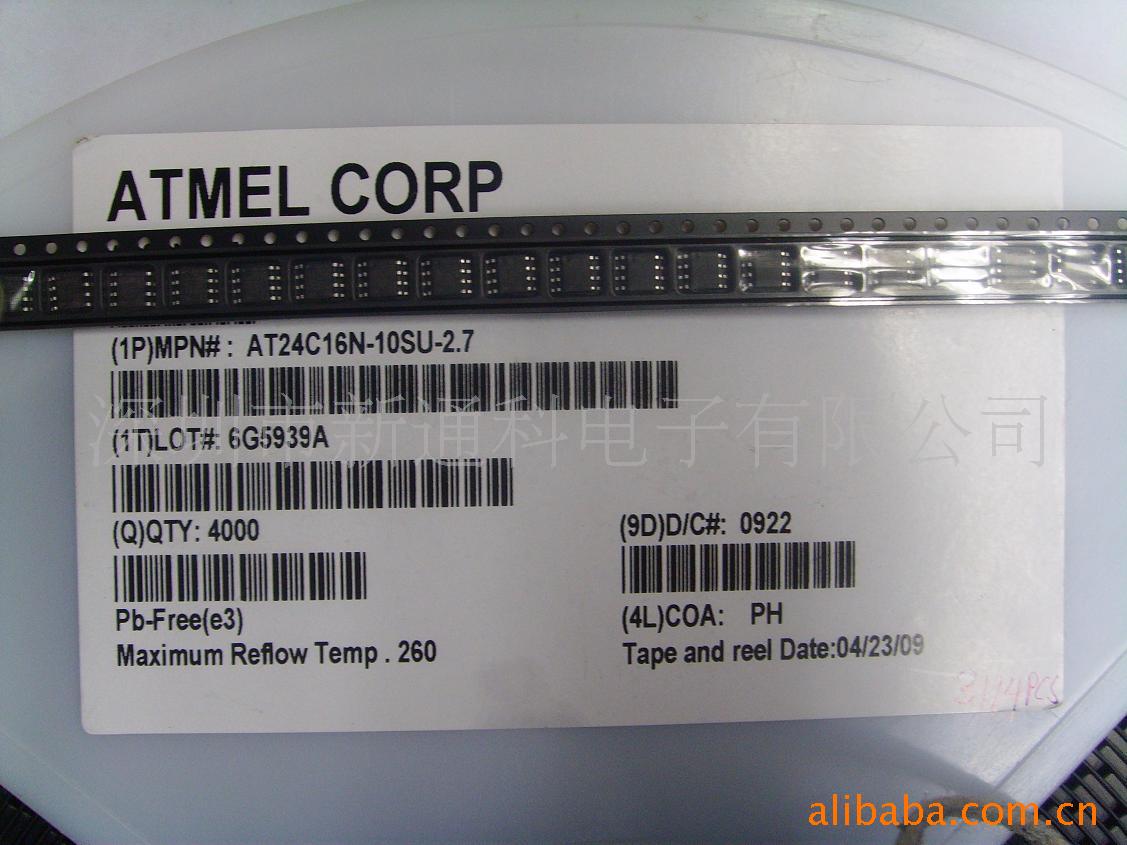 ATMEL CORP
(1P)MPN# : AT24C16N-10SU-2.7
深圳市新通科电子有限公司
(1T)LOT#: 6G5939A
(Q)QTY: 4000
(9D)D/C#: 0922
Pb-Free(e3)
(4L)COA: PH
Maximum Reflow Temp . 260
Tape and reel Date:04/23/09
PCS
alibaba.com.cn